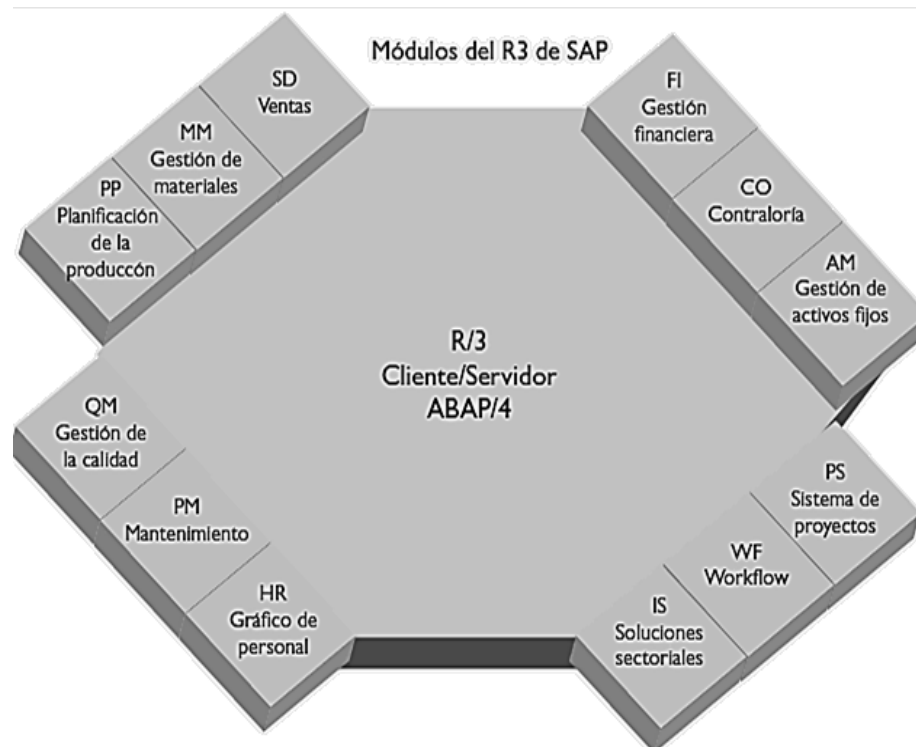 Módulos del R3 de SAP
SD
Ventas
MM
Gestión de
materiales
PP
Planificación
de la
produccón
FI
Gestión
financiera
CO
Contraloría
AM
Gestión de
activos fijos
R/3
Cliente/Servidor
ABAP/4
QM
Gestión de
la calidad
PM
Mantenimiento
HR
Gráfico de
personal
PS
Sistema de
proyectos
WF
Workflow
IS
Soluciones
sectoriales